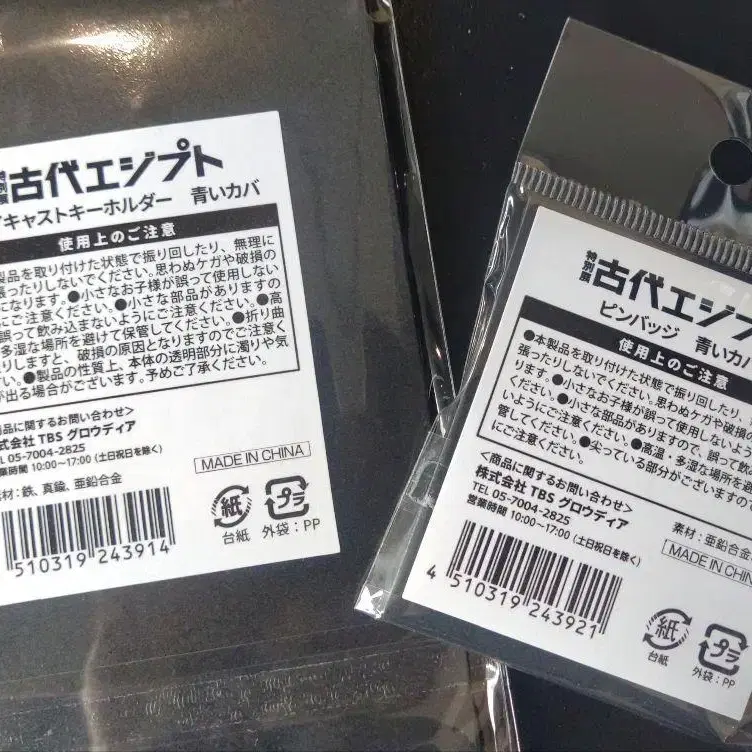 特別展 古代エジプト
キャストキーホルダー 青いカバ
使用上のご注意
製品を取り付けた状態で振り回したり、無理に
張ったりしないでください。思わぬケガや破損の
になります。●小さなお子様が誤って使用しない
にご注意ください。●小さな部品がありますの
誤って飲み込まないようにご注意ください。●高
多湿な場所を避けて保管してください。●折り曲
りしますと、破損の原因となりますのでご注意く
い。●製品の性質上、本体の透明部分に濁りや気
が出る場合がございます。予めご了承ください。
商品に関するお問い合わせ>
式会社 TBS グロウディア
EL 05-7004-2825
業時間 10:00~17:00 (土日祝日を除く)
MADE IN CHINA
素材：鉄、真鍮、亜鉛合金
510319 243914
紙
台紙
プラ
外袋：PP
特別展 古代エジプ
ピンバッジ 青いカバ
使用上のご注意
●本製品を取り付けた状態で振り回したり、
張ったりしないでください。思わぬケガや破損
ります。●小さなお子様が誤って使用しないよう
ください。●小さな部品がありますので、誤って飲
いようにご注意ください。●高温・多湿な場所を避
管してください。●尖っている部分がございますの
にご注意ください。
<商品に関するお問い合わせ>
株式会社 TBS グロウディア
TEL 05-7004-2825
営業時間 10:00~17:00 (土日祝日を除く)
素材：亜鉛合金
MADE IN CHIN
4 510319 243921
紙
台紙
プラ
外袋：PP